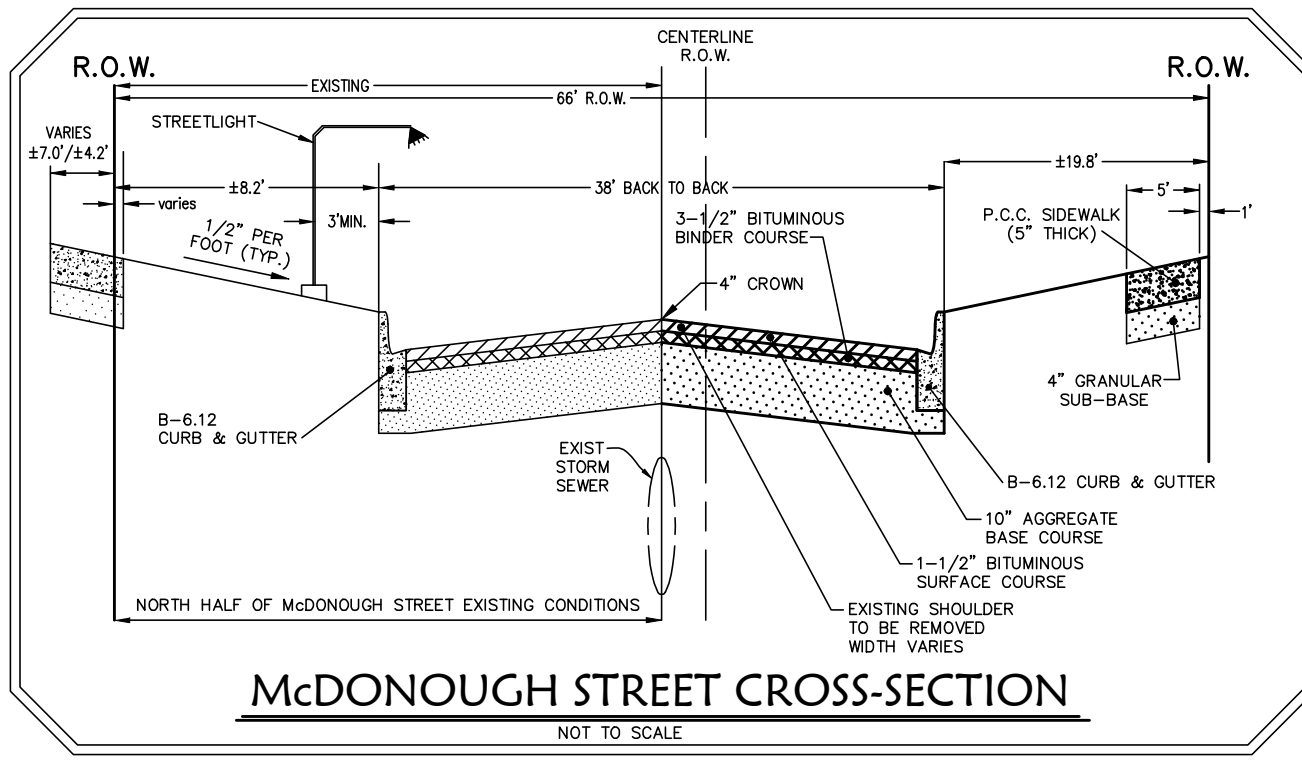 CENTERLINE
R.O.W.
R.O.W.
R.O.W.
EXISTING
66' R.O.W.
STREETLIGHT
VARIES
±7.0'/±4.2'
±19.8'
±8.2'
38' BACK TO BACK
5'
varies
3'MIN.
1/2" PER
FOOT (TYP.)
3-1/2" BITUMINOUS
BINDER COURSE
P.C.C. SIDEWALK
(5" THICK)
1'
4" CROWN
4" GRANULAR
SUB-BASE
B-6.12
CURB & GUTTER
EXIST
STORM
SEWER
B-6.12 CURB & GUTTER
10" AGGREGATE
BASE COURSE
1-1/2" BITUMINOUS
SURFACE COURSE
NORTH HALF OF McDONOUGH STREET EXISTING CONDITIONS
EXISTING SHOULDER
TO BE REMOVED
WIDTH VARIES
McDONOUGH STREET CROSS-SECTION
NOT TO SCALE